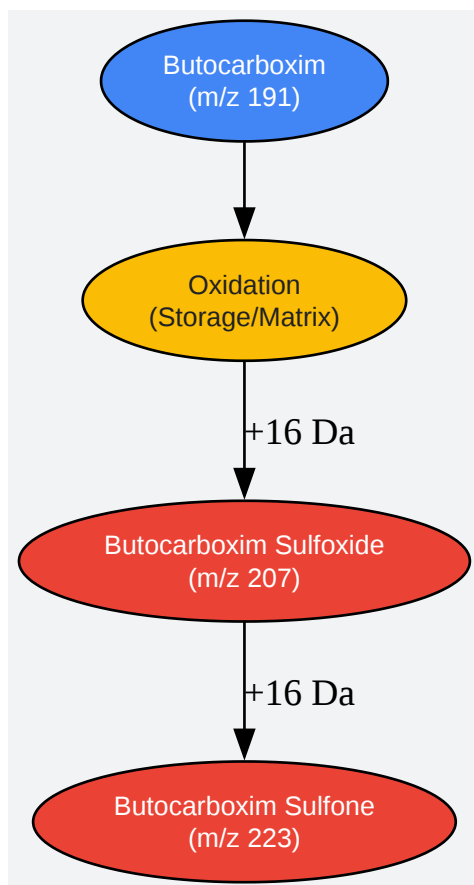 Butocarboxim
(m/z 191)
Oxidation
(Storage/Matrix)
+16 Da
Butocarboxim Sulfoxide
(m/z 207)
+16 Da
Butocarboxim Sulfone
(m/z 223)